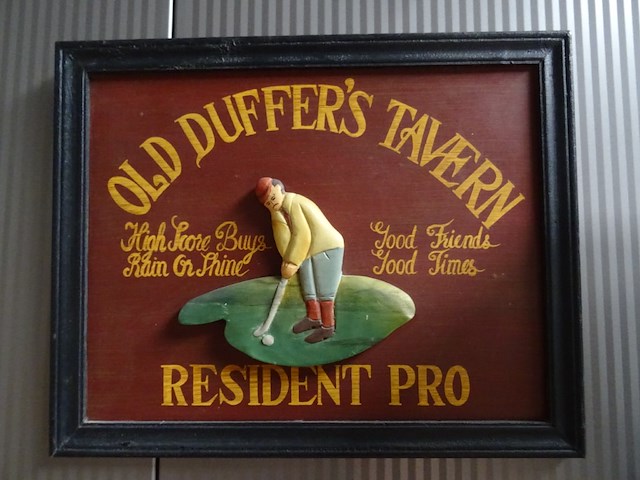 OLD DUFFER'S TAVERN
High Score Buys
Rain Or Shine
Good Friends
Good Times
RESIDENT PRO